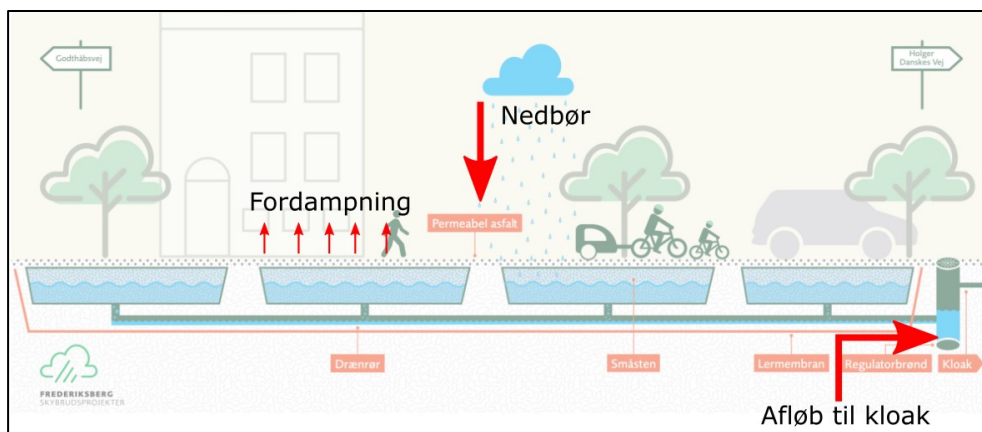 Godthåbsvej
Holger
Danskes Vej
Nedbør
Fordampning
Permeabel asfalt
Drænrør
Småsten
Lermembran
Regulatorbrønd
Kloak
FREDERIKSBERG
SKYBRUDSPROJEKTER
Afløb til kloak